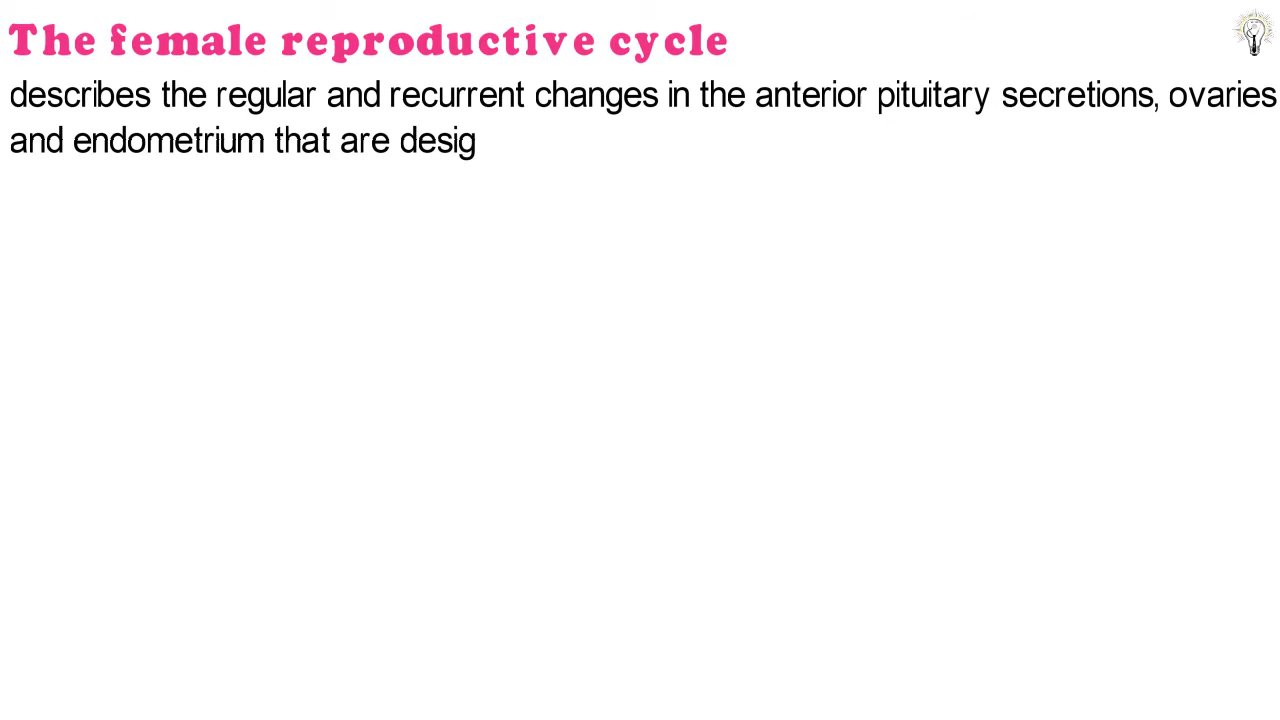 The female reproductive cycle
describes the regular and recurrent changes in the anterior pituitary secretions, ovaries
and endometrium that are desig